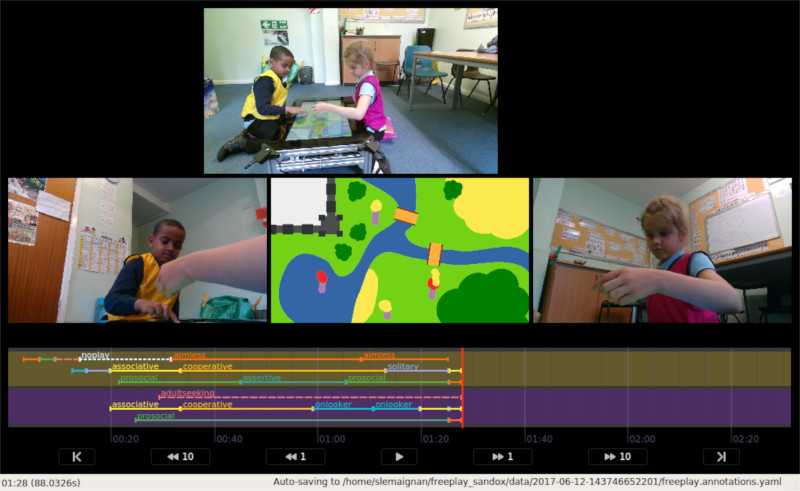 noplay aimless aimless
associative cooperative solitary
prosocial assertive prosocial
adultseeking
associative cooperative onlooker onlooker
prosocial
00:20 00:40 01:00 01:20 01:40 02:00 02:20
10 1 1 10
01:28 (88.0326s) Auto-saving to /home/slemaignan/freeplay_sandox/data/2017-06-12-143746652201/freeplay.annotations.yaml